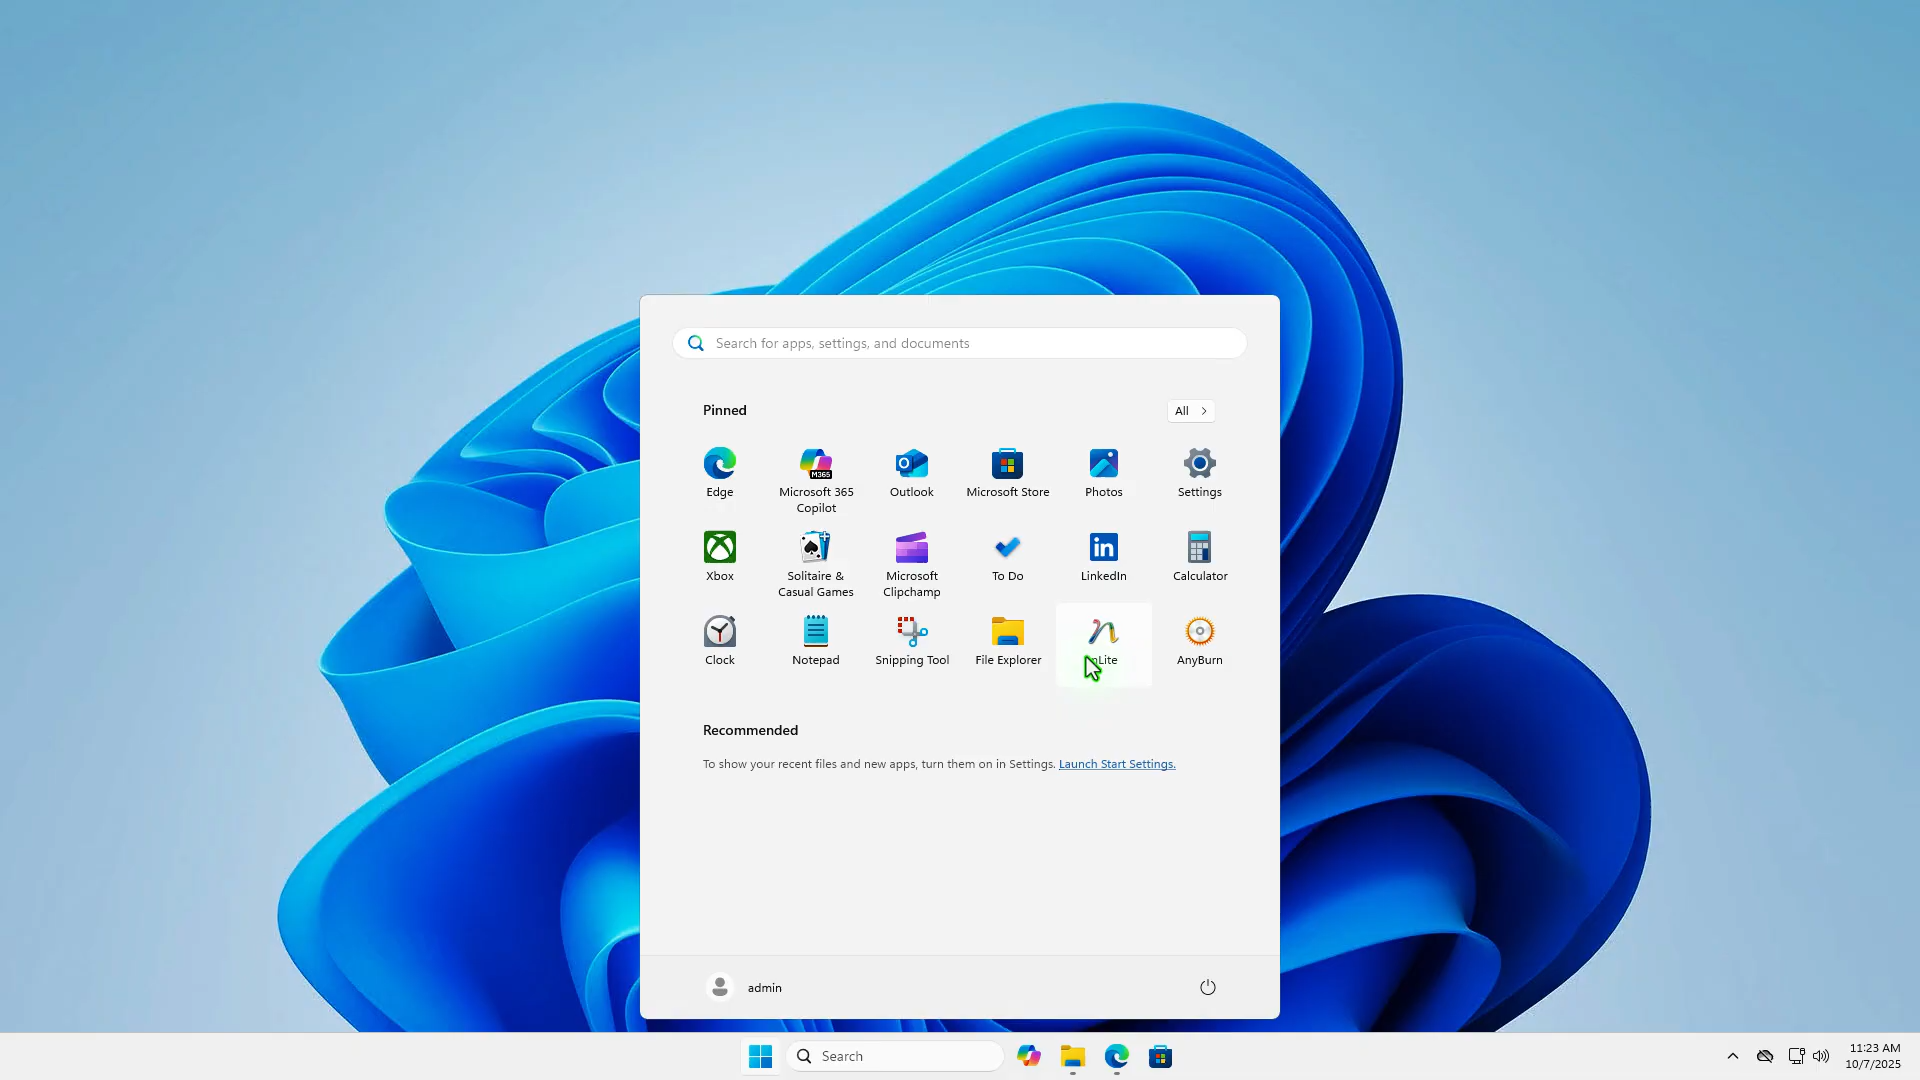 Search for apps, settings, and documents
Pinned
All
Edge
Microsoft 365
Copilot
Outlook
Microsoft Store
Photos
Settings
Xbox
Solitaire &
Casual Games
Microsoft
Clipchamp
To Do
LinkedIn
Calculator
Clock
Notepad
Snipping Tool
File Explorer
AnyBurn
Recommended
To show your recent files and new apps, turn them on in Settings. Launch Start Settings.
admin
Search
11:23 AM
10/7/2025